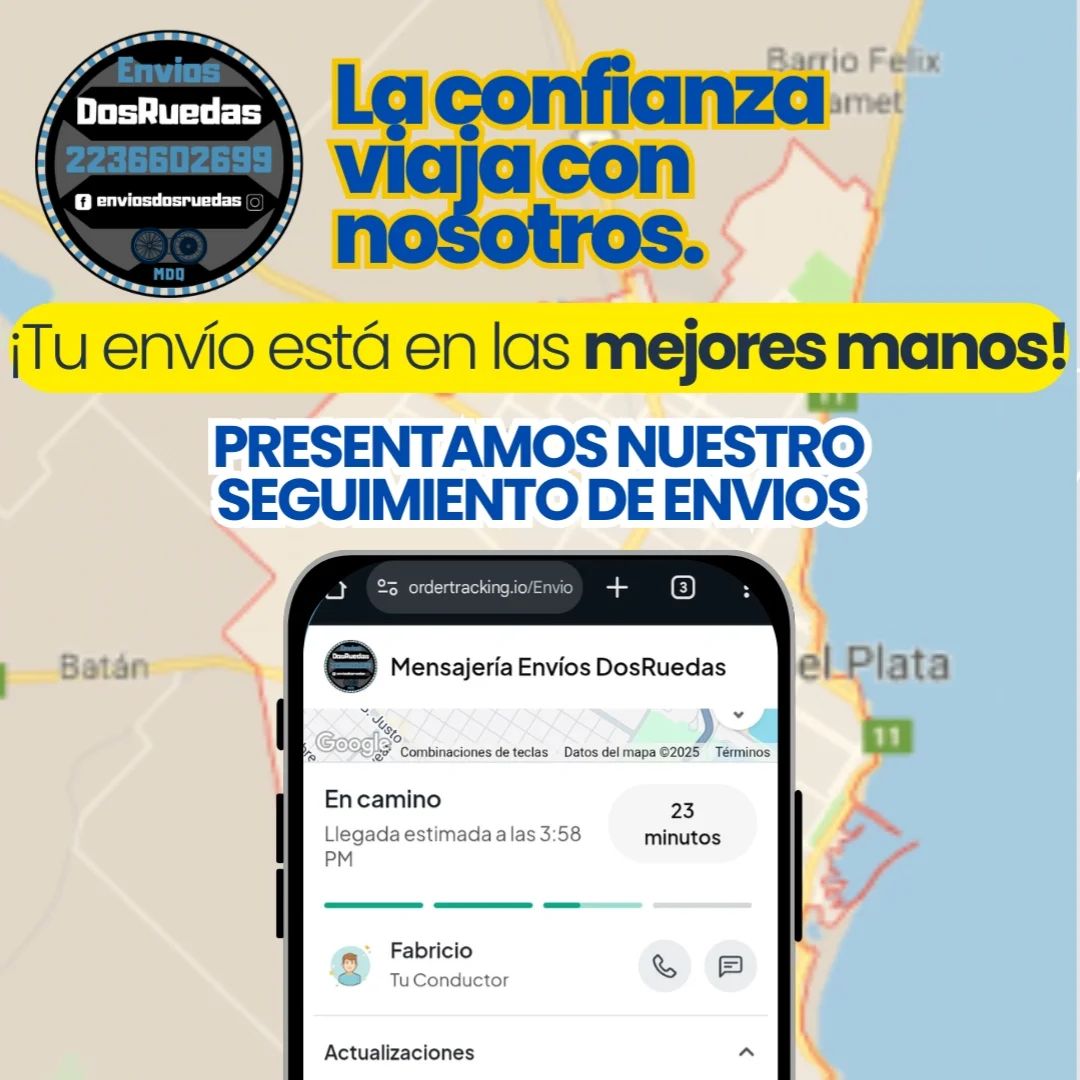 Envios
DosRuedas
2236602699
enviosdosruedas
MDQ
La confianza
viaja con
nosotros.
Barrio Felix
amet
¡Tu envío está en las mejores manos!
11
PRESENTAMOS NUESTRO
SEGUIMIENTO DE ENVIOS
Batán
el Plata
11
ordertracking.io/Envio
3
DosRuedas
Mensajería Envíos DosRuedas
Justo
Google
Combinaciones de teclas
Datos del mapa ©2025
Términos
En camino
Llegada estimada a las 3:58
PM
23
minutos
Fabricio
Tu Conductor
Actualizaciones